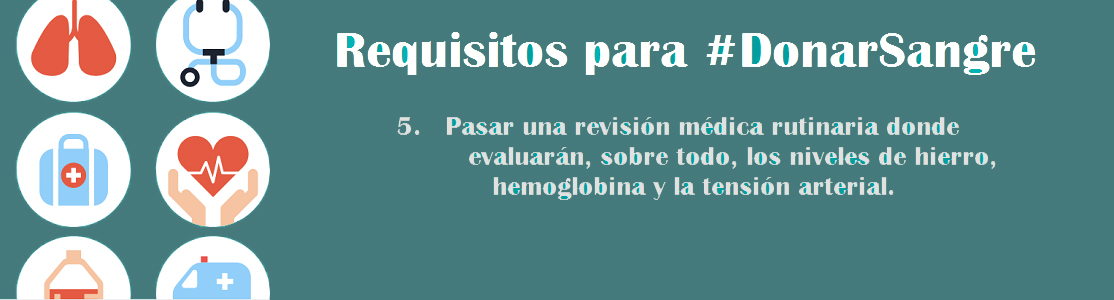 Requisitos para #DonarSangre
5. Pasar una revisión médica rutinaria donde
evaluarán, sobre todo, los niveles de hierro,
hemoglobina y la tensión arterial.